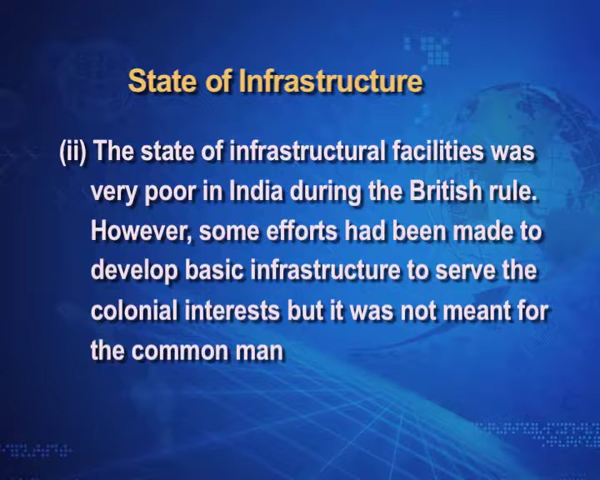 State of Infrastructure
(ii) The state of infrastructural facilities was
very poor in India during the British rule.
However, some efforts had been made to
develop basic infrastructure to serve the
colonial interests but it was not meant for
the common man